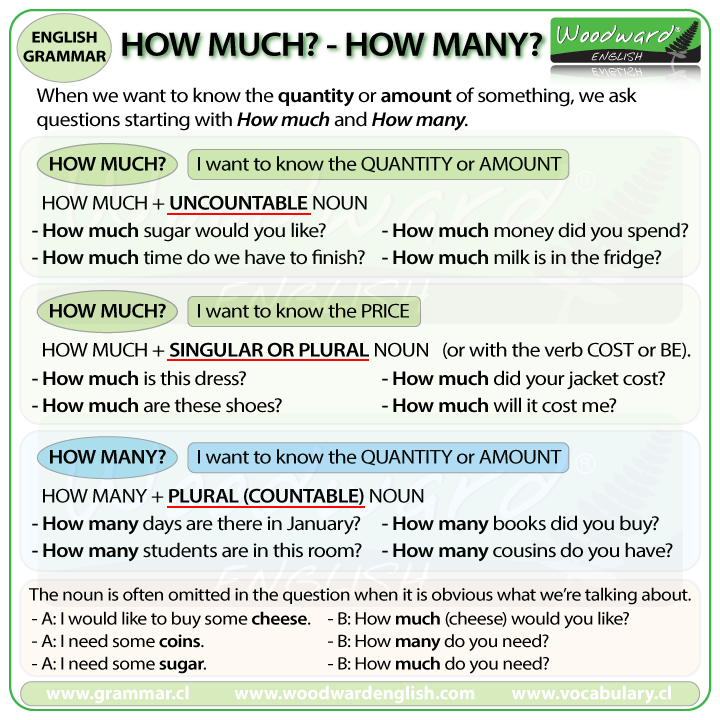 ENGLISH
GRAMMAR
HOW MUCH? - HOW MANY?
Woodward®
ENGLISH
When we want to know the quantity or amount of something, we ask
questions starting with How much and How many.
HOW MUCH? I want to know the QUANTITY or AMOUNT
HOW MUCH + UNCOUNTABLE NOUN
- How much sugar would you like? - How much money did you spend?
- How much time do we have to finish? - How much milk is in the fridge?
HOW MUCH? I want to know the PRICE
HOW MUCH + SINGULAR OR PLURAL NOUN (or with the verb COST or BE).
- How much is this dress? - How much did your jacket cost?
- How much are these shoes? - How much will it cost me?
HOW MANY? I want to know the QUANTITY or AMOUNT
HOW MANY + PLURAL (COUNTABLE) NOUN
- How many days are there in January? - How many books did you buy?
- How many students are in this room? - How many cousins do you have?
The noun is often omitted in the question when it is obvious what we're talking about.
- A: I would like to buy some cheese. - B: How much (cheese) would you like?
- A: I need some coins. - B: How many do you need?
- A: I need some sugar. - B: How much do you need?
www.grammar.cl www.woodwardenglish.com www.vocabulary.cl